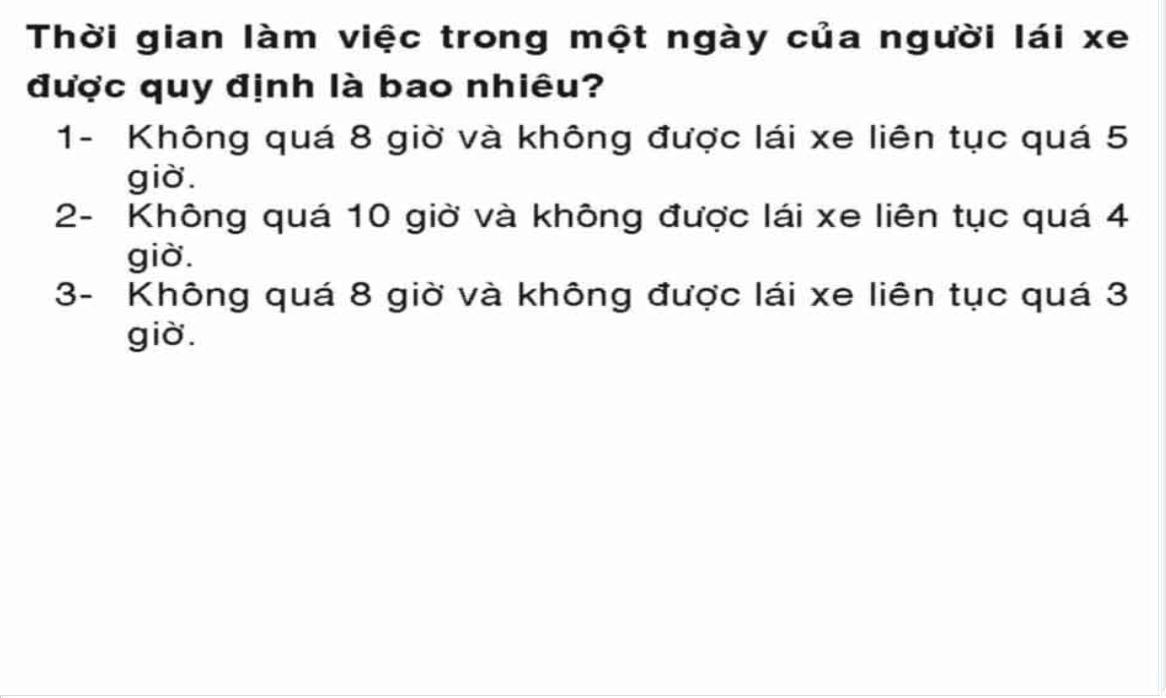 Thời gian làm việc trong một ngày của người lái xe
được quy định là bao nhiêu?
1- Không quá 8 giờ và không được lái xe liên tục quá 5
giờ.
2- Không quá 10 giờ và không được lái xe liên tục quá 4
giờ.
3- Không quá 8 giờ và không được lái xe liên tục quá 3
giờ.